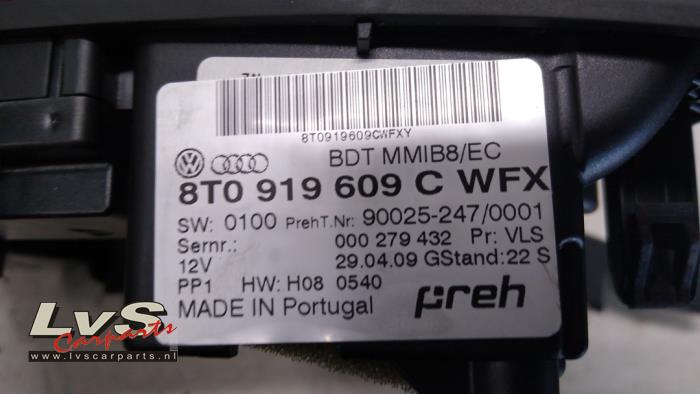 8T0919609CWFXY
BDT MMIB8/EC
8T0 919 609 C WFX
SW: 0100 PrehT.Nr: 90025-247/0001
Sernr.: 000 279 432 Pr: VLS
12V 29.04.09 GStand:22 S
PP1 HW: H08 0540
MADE IN Portugal preh
LvS
Carparts
www.lvscarparts.nl